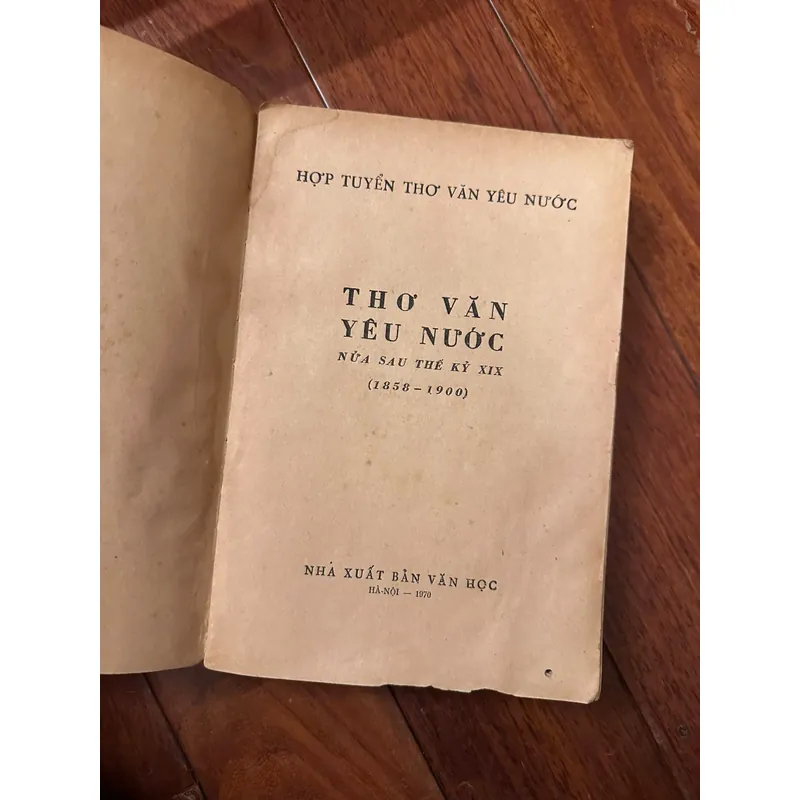 HỢP TUYỂN THƠ VĂN YÊU NƯỚC
THƠ VĂN
YÊU NƯỚC
NỬA SAU THẾ KỶ XIX
(1858 - 1900)
NHÀ XUẤT BẢN VĂN HỌC
HÀ-NỘI — 1970